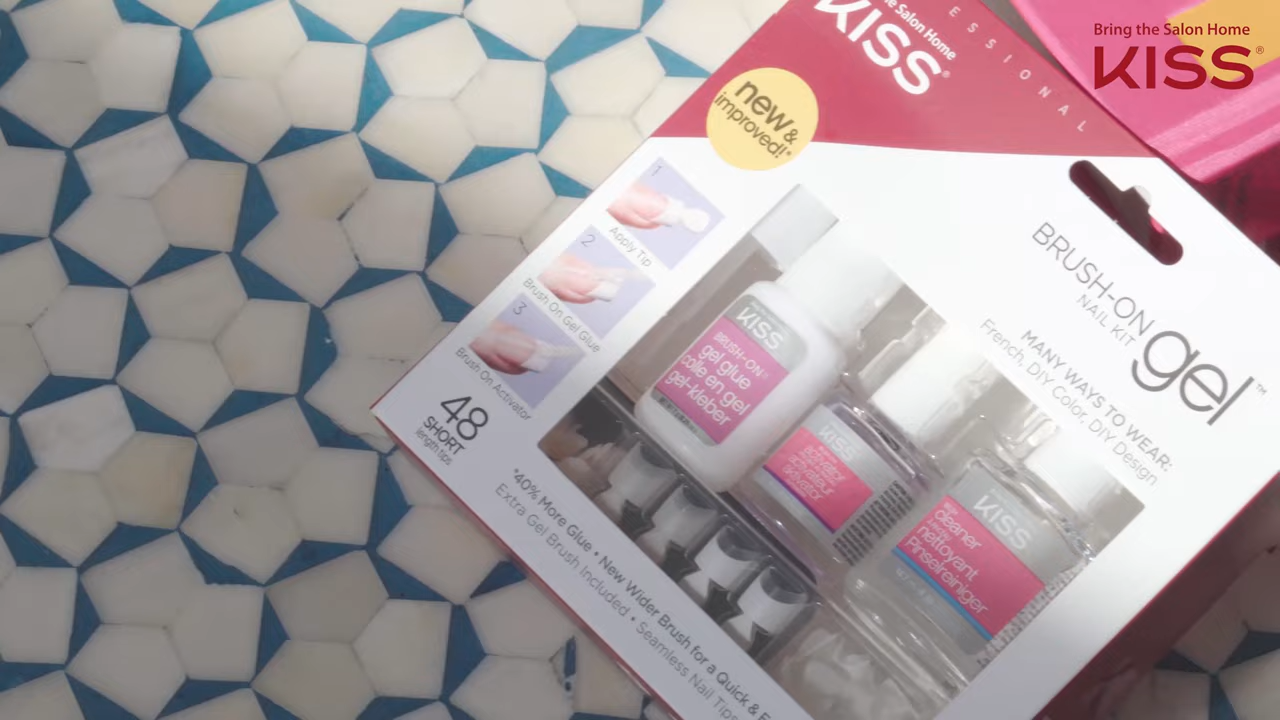 Bring the Salon Home
KISS®
the Salon Home
KISS®
new &
improved!*
1
Apply Tip
2
Brush On Gel Glue
3
Brush On Activator
48
SHORT
length tips
BRUSH-ON
NAIL KIT
gel™
MANY WAYS TO WEAR:
French, DIY Color, DIY Design
KISS
BRUSH-ON
gel glue
colle en gel
gel-kleber
KISS
activator
KISS
cleaner
nettoyant
Pinselreiniger
*40% More Glue • New Wider Brush for a Quick &
Extra Gel Brush Included • Seamless Nail Tips